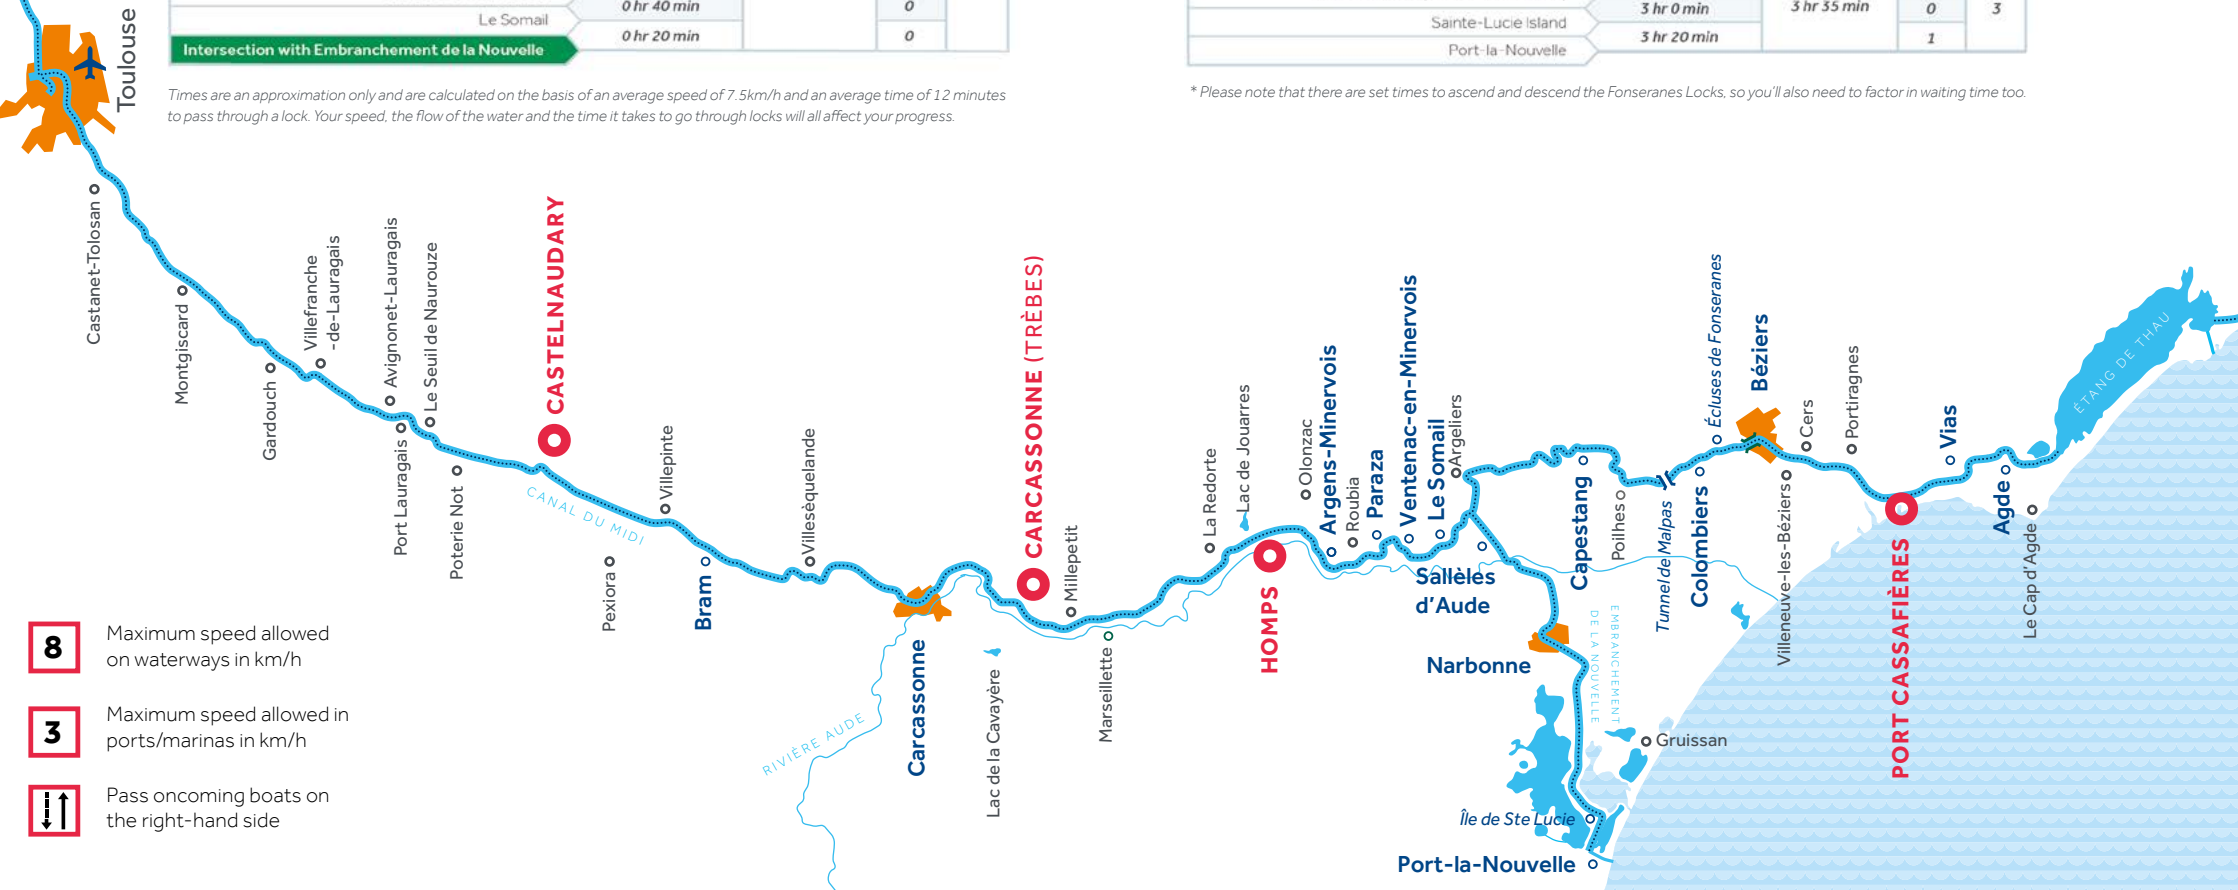 0 hr 40 min
0
Le Somail
0 hr 20 min
0
Intersection with Embranchement de la Nouvelle
3 hr 0 min
3 hr 35 min
0
3
Sainte-Lucie Island
3 hr 20 min
1
Port-la-Nouvelle
Times are an approximation only and are calculated on the basis of an average speed of 7.5km/h and an average time of 12 minutes
to pass through a lock. Your speed, the flow of the water and the time it takes to go through locks will all affect your progress.
* Please note that there are set times to ascend and descend the Fonseranes Locks, so you'll also need to factor in waiting time too.
Toulouse
Castanet-Tolosan
Montgiscard
Gardouch
Villefranche
-de-Lauragais
Avignonet-Lauragais
Port Lauragais
Le Seuil de Naurouze
Poterie Not
CASTELNAUDARY
CANAL DU MIDI
Pexiora
Villepinte
Bram
Villesèquelande
Carcassonne
RIVIÈRE AUDE
Lac de la Cavayère
CARCASSONNE (TRÈBES)
Millepetit
Marseillette
La Redorte
Lac de Jouarres
HOMPS
Olonzac
Argens-Minervois
Roubia
Paraza
Ventenac-en-Minervois
Le Somail
Argeliers
Sallèles
d'Aude
Narbonne
EMBRANCHEMENT
DE LA NOUVELLE
Gruissan
Île de Ste Lucie
Port-la-Nouvelle
Capestang
Poilhes
Tunnel de Malpas
Colombiers
Écluses de Fonseranes
Béziers
Villeneuve-les-Béziers
Cers
Portiragnes
PORT CASSAFIÈRES
Vias
Agde
Le Cap d'Agde
ÉTANG DE THAU
8
Maximum speed allowed
on waterways in km/h
3
Maximum speed allowed in
ports/marinas in km/h
Pass oncoming boats on
the right-hand side